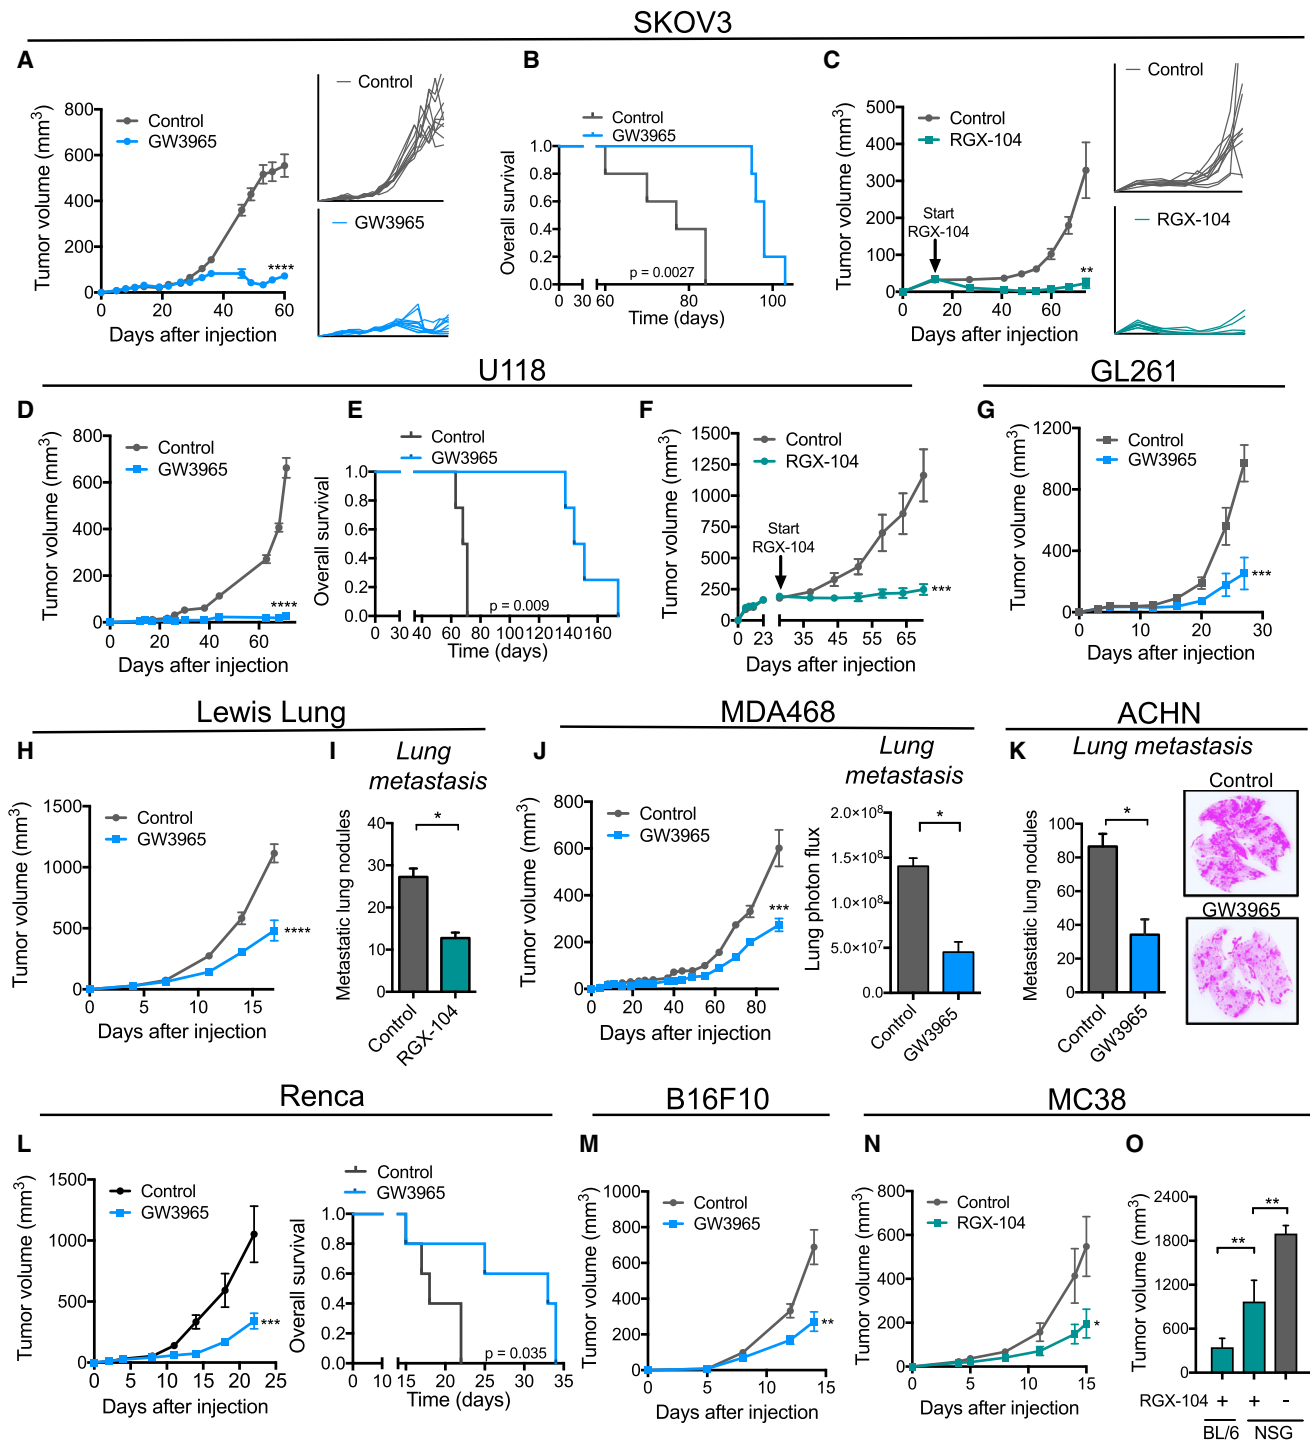 SKOV3
A
Control
GW3965
Tumor volume (mm3)
800
600
400
200
0
0 20 40 60
Days after injection
****
Control
GW3965
B
Control
GW3965
Overall survival
1.0
0.8
0.6
0.4
0.2
0.0
p = 0.0027
0 30 60 80 100
Time (days)
C
Control
RGX-104
Tumor volume (mm3)
500
400
300
200
100
0
Start
RGX-104
**
0 20 40 60
Days after injection
Control
RGX-104
U118
D
Control
GW3965
Tumor volume (mm3)
800
600
400
200
0
****
0 20 40 60
Days after injection
E
Control
GW3965
Overall survival
1.0
0.8
0.6
0.4
0.2
0.0
p = 0.009
0 30 40 60 80 100 120 140 160
Time (days)
F
Control
RGX-104
Tumor volume (mm3)
1500
1250
1000
750
500
250
0
Start
RGX-104
***
0 23 35 45 55 65
Days after injection
GL261
G
Control
GW3965
Tumor volume (mm3)
1200
800
400
0
***
0 10 20 30
Days after injection
Lewis Lung
H
Control
GW3965
Tumor volume (mm3)
1500
1000
500
0
****
0 5 10 15
Days after injection
I
Lung
metastasis
Metastatic lung nodules
40
30
20
10
0
*
Control
RGX-104
MDA468
J
Control
GW3965
Tumor volume (mm3)
800
600
400
200
0
***
0 20 40 60 80
Days after injection
Lung
metastasis
Lung photon flux
2.0×108
1.5×108
1.0×108
5.0×107
0.0
*
Control
GW3965
ACHN
K
Lung metastasis
Metastatic lung nodules
100
80
60
40
20
0
*
Control
GW3965
Control
GW3965
Renca
L
Control
GW3965
Tumor volume (mm3)
1500
1000
500
0
***
0 5 10 15 20 25
Days after injection
Control
GW3965
Overall survival
1.0
0.8
0.6
0.4
0.2
0.0
p = 0.035
0 10 15 20 25 30 35
Time (days)
B16F10
M
Control
GW3965
Tumor volume (mm3)
1000
800
600
400
200
0
**
0 5 10 15
Days after injection
MC38
N
Control
RGX-104
Tumor volume (mm3)
800
600
400
200
0
*
0 5 10 15
Days after injection
O
Tumor volume (mm3)
2400
1800
1200
600
0
**
**
RGX-104 + + -
BL/6 NSG